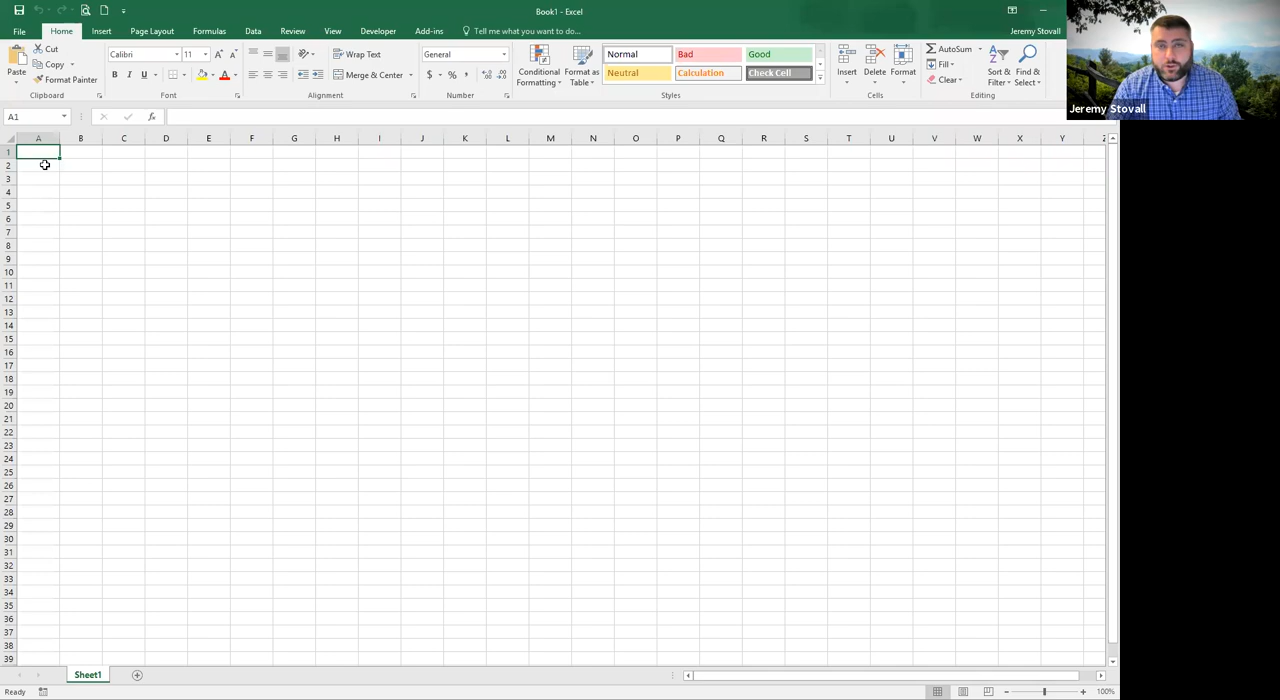 Book1 - Excel
File Home Insert Page Layout Formulas Data Review View Developer Add-ins Tell me what you want to do... Jeremy Stovall
Paste
Cut
Copy
Format Painter
Clipboard
Calibri 11
B I U
Font
Wrap Text
Merge & Center
Alignment
General
$ % ,
Number
Conditional Formatting
Format as Table
Normal Bad Good
Neutral Calculation Check Cell
Styles
Insert Delete Format
Cells
AutoSum
Fill
Clear
Sort & Filter
Find & Select
Editing
Jeremy Stovall
A1
fx
A B C D E F G H I J K L M N O P Q R S T U V W X Y Z
1
2
3
4
5
6
7
8
9
10
11
12
13
14
15
16
17
18
19
20
21
22
23
24
25
26
27
28
29
30
31
32
33
34
35
36
37
38
39
Sheet1
Ready
100%